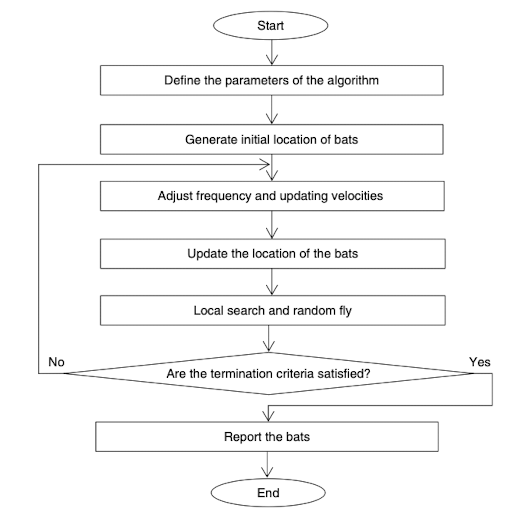 Start
Define the parameters of the algorithm
Generate initial location of bats
Adjust frequency and updating velocities
Update the location of the bats
Local search and random fly
No
Yes
Are the termination criteria satisfied?
Report the bats
End